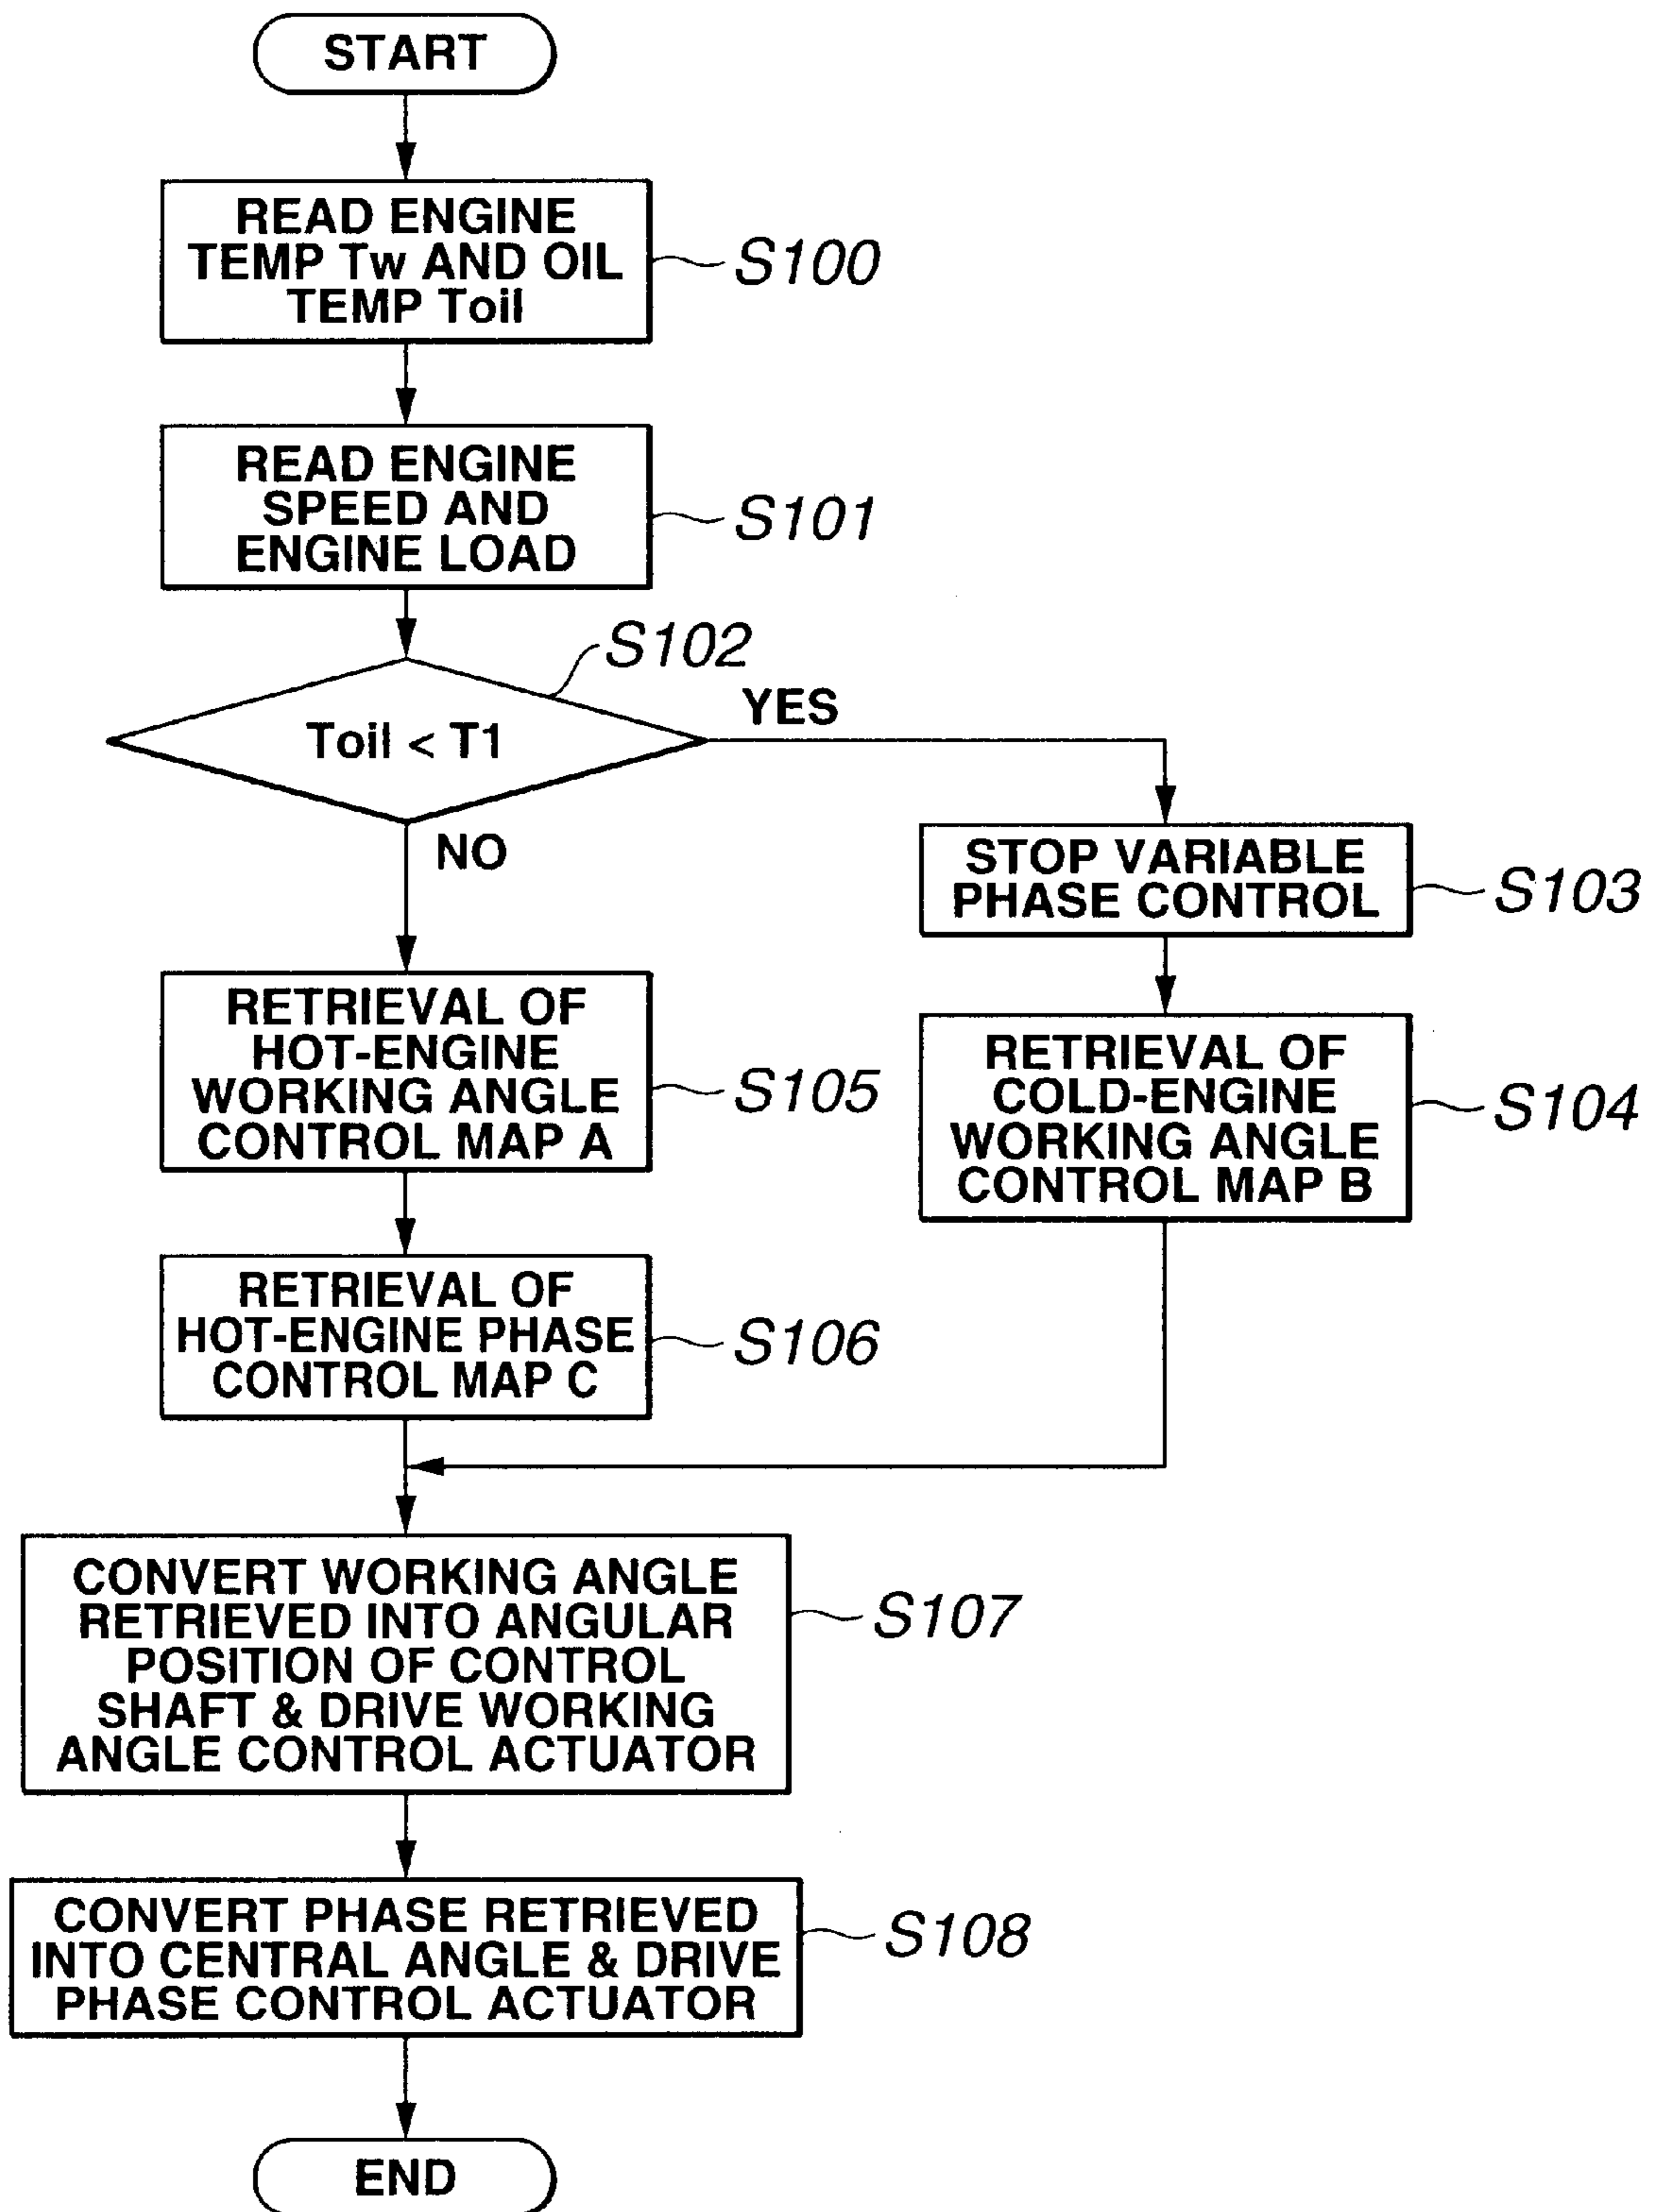 START
READ ENGINE
TEMP Tw AND OIL
TEMP Toil
S100
READ ENGINE
SPEED AND
ENGINE LOAD
S101
S102
Toil < T1
YES
NO
STOP VARIABLE
PHASE CONTROL
S103
RETRIEVAL OF
COLD-ENGINE
WORKING ANGLE
CONTROL MAP B
S104
RETRIEVAL OF
HOT-ENGINE
WORKING ANGLE
CONTROL MAP A
S105
RETRIEVAL OF
HOT-ENGINE PHASE
CONTROL MAP C
S106
CONVERT WORKING ANGLE
RETRIEVED INTO ANGULAR
POSITION OF CONTROL
SHAFT & DRIVE WORKING
ANGLE CONTROL ACTUATOR
S107
CONVERT PHASE RETRIEVED
INTO CENTRAL ANGLE & DRIVE
PHASE CONTROL ACTUATOR
S108
END